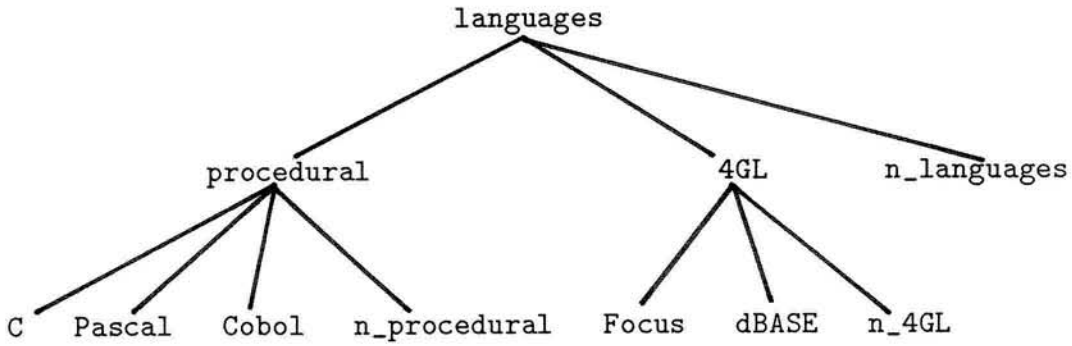 languages
procedural 4GL n_languages
C Pascal Cobol n_procedural Focus dBASE n_4GL